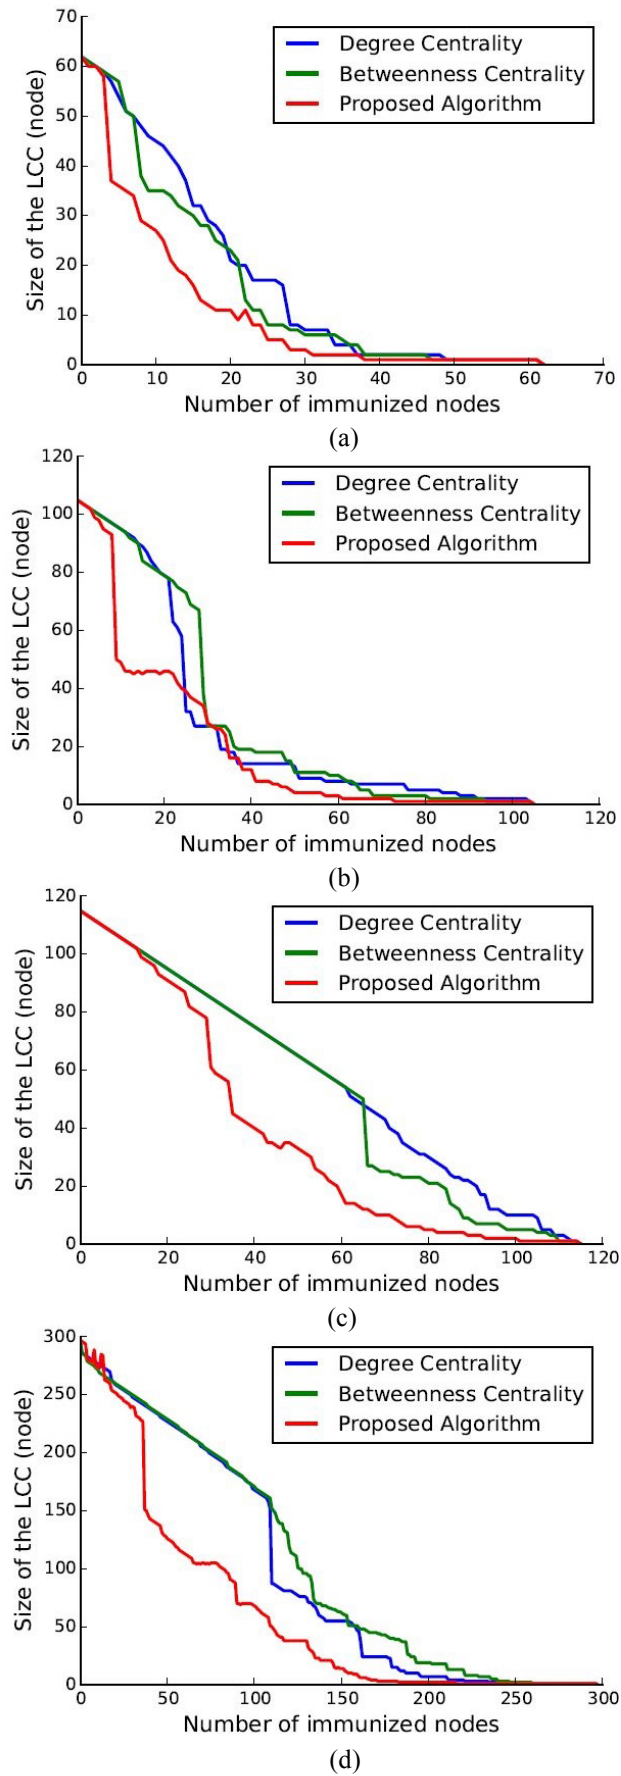 70
60
50
40
30
20
10
0
Size of the LCC (node)
Degree Centrality
Betweenness Centrality
Proposed Algorithm
0 10 20 30 40 50 60 70
Number of immunized nodes
(a)
120
100
80
60
40
20
0
Size of the LCC (node)
Degree Centrality
Betweenness Centrality
Proposed Algorithm
0 20 40 60 80 100 120
Number of immunized nodes
(b)
120
100
80
60
40
20
0
Size of the LCC (node)
Degree Centrality
Betweenness Centrality
Proposed Algorithm
0 20 40 60 80 100 120
Number of immunized nodes
(c)
300
250
200
150
100
50
0
Size of the LCC (node)
Degree Centrality
Betweenness Centrality
Proposed Algorithm
0 50 100 150 200 250 300
Number of immunized nodes
(d)